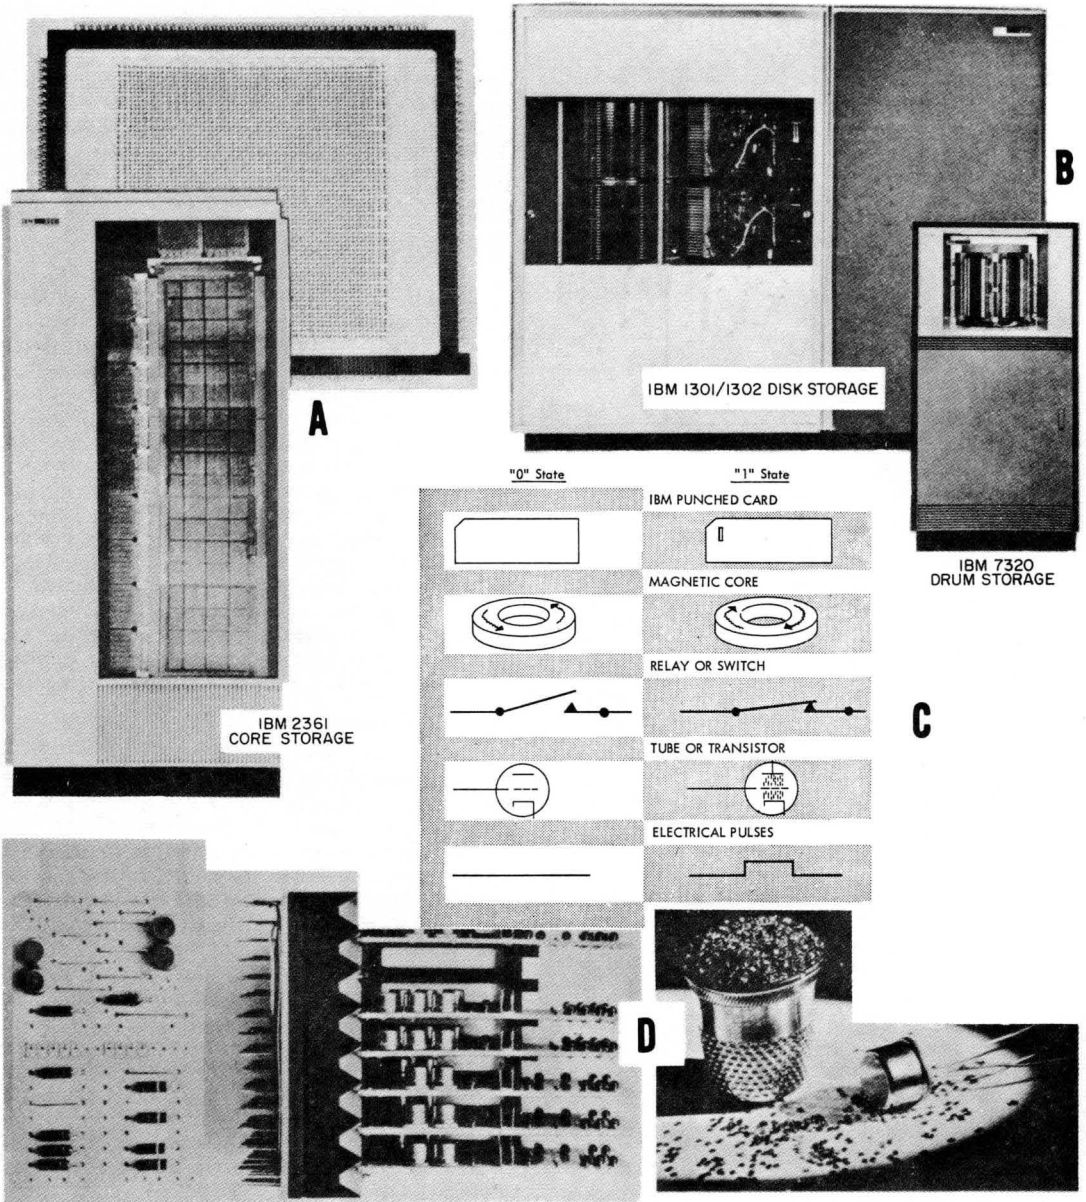 B
IBM 1301/1302 DISK STORAGE
A
"0" State
"1" State
IBM PUNCHED CARD
IBM 7320
DRUM STORAGE
MAGNETIC CORE
RELAY OR SWITCH
IBM 2361
CORE STORAGE
C
TUBE OR TRANSISTOR
ELECTRICAL PULSES
D